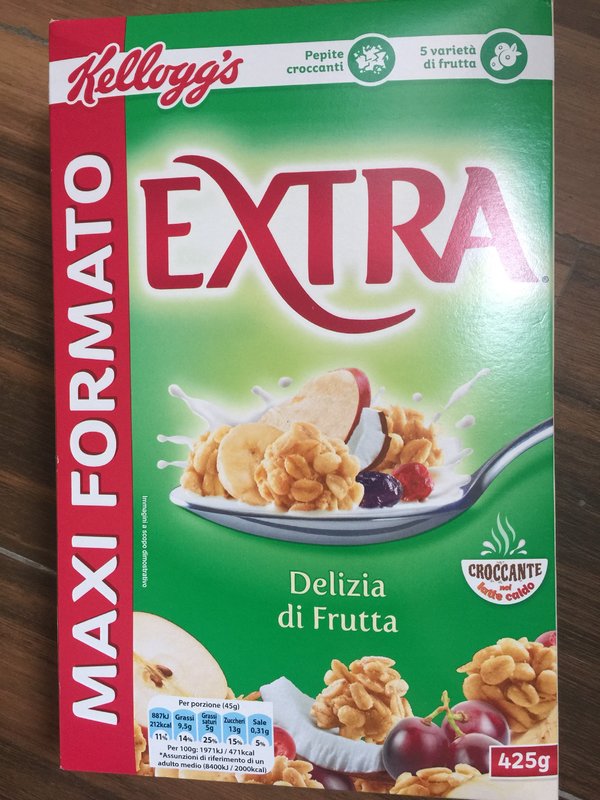 Kellogg's
Pepite
croccanti
5 varietà
di frutta
EXTRA
MAXI FORMATO
Immagini a scopo dimostrativo
CROCCANTE
nel
latte caldo
Delizia
di Frutta
Per porzione (45g)
887kJ
212kcal
11%
Grassi
9,5g
14%
Grassi
saturi
5g
25%
Zuccheri
13g
15%
Sale
0,31g
5%
Per 100g: 1971kJ / 471kcal
*Assunzioni di riferimento di un
adulto medio (8400kJ / 2000kcal)
425g